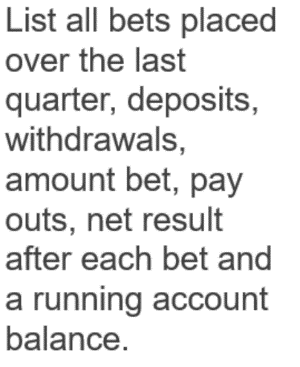 List all bets placed
over the last
quarter, deposits,
withdrawals,
amount bet, pay
outs, net result
after each bet and
a running account
balance.